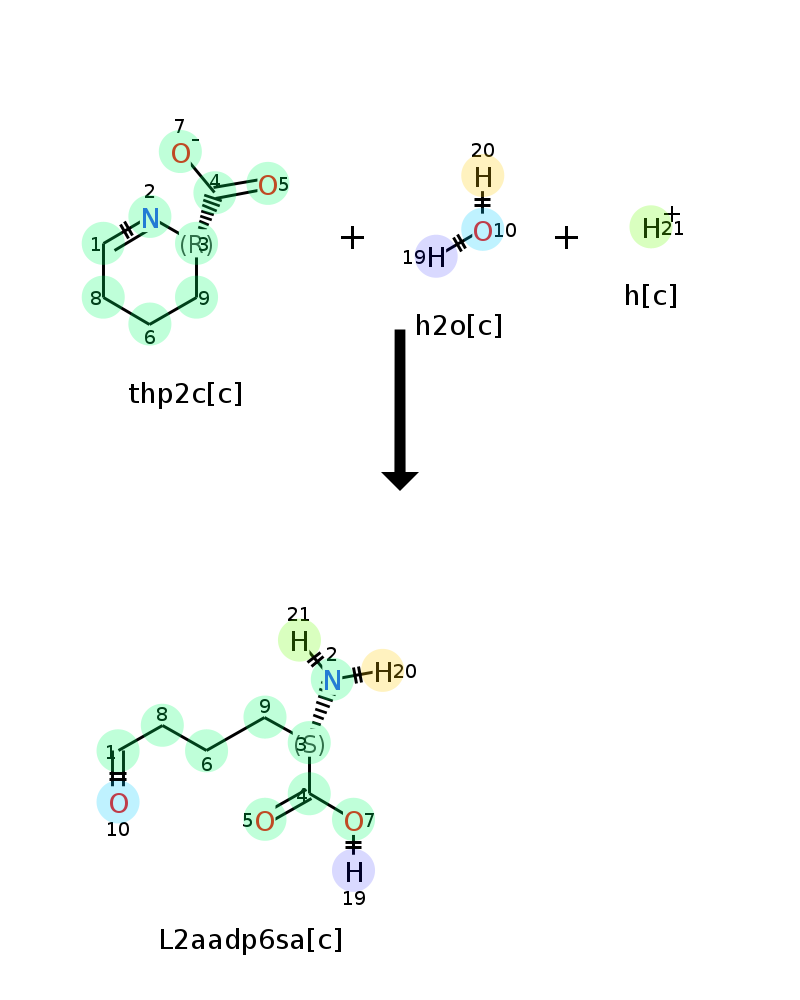 7
O-
2
4
O5
N
1
(R)
3
8
9
6
thp2c[c]
+
20
H
O10
19H
h2o[c]
+
H+
21
h[c]
21
H
2
N
H20
9
8
1
3
(S)
6
4
O
10
5O
O7
H
19
L2aadp6sa[c]